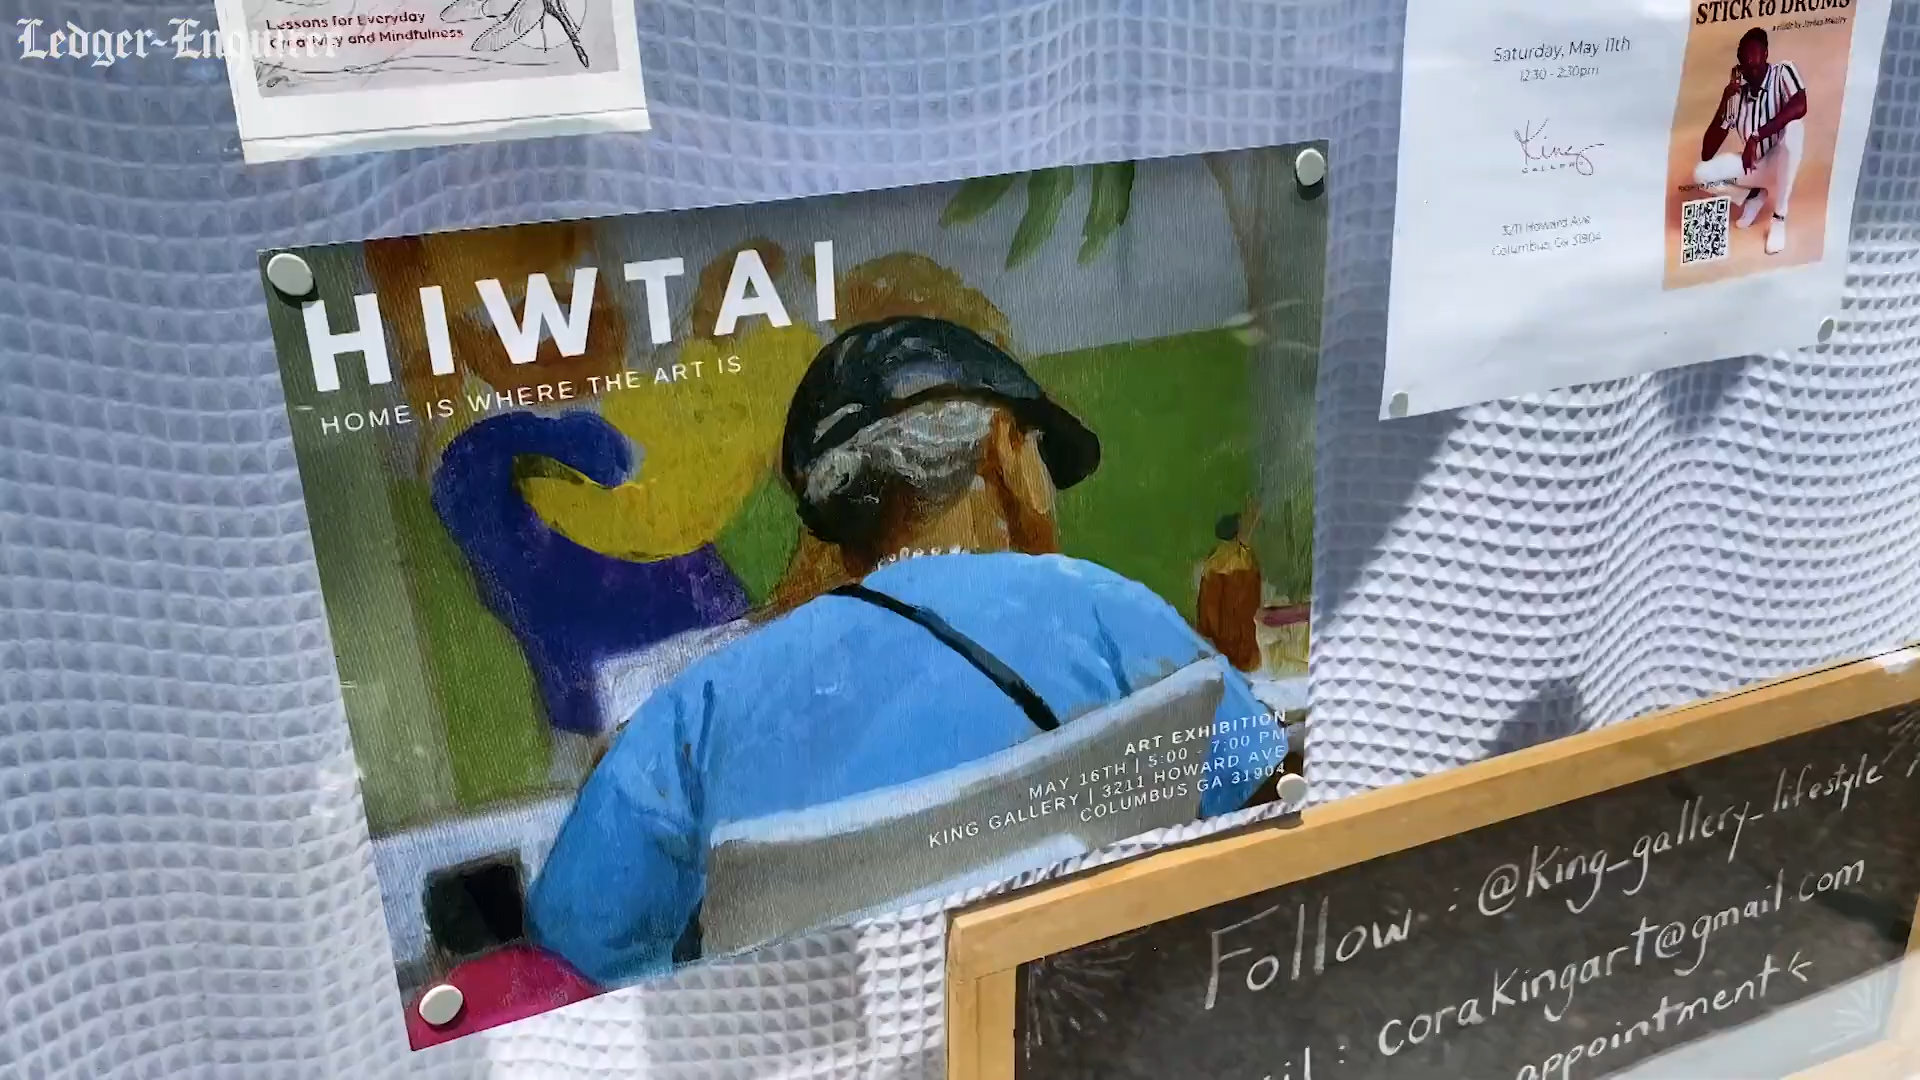 Ledger-Enquirer
Lessons for Everyday
Creativity and Mindfulness
STICK to DRUMS
Saturday, May 11th
12:30 - 2:30pm
King
GALLERY
3211 Howard Ave
Columbus, GA 31904
HIWTAI
HOME IS WHERE THE ART IS
ART EXHIBITION
MAY 16TH | 5:00 - 7:00 PM
KING GALLERY | 3211 HOWARD AVE
COLUMBUS GA 31904
Follow : @king_gallery_lifestyle
: corakingart@gmail.com
appointment